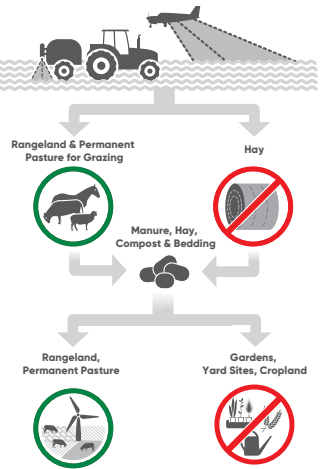 Rangeland & Permanent
Pasture for Grazing
Hay
Manure, Hay,
Compost & Bedding
Rangeland,
Permanent Pasture
Gardens,
Yard Sites, Cropland